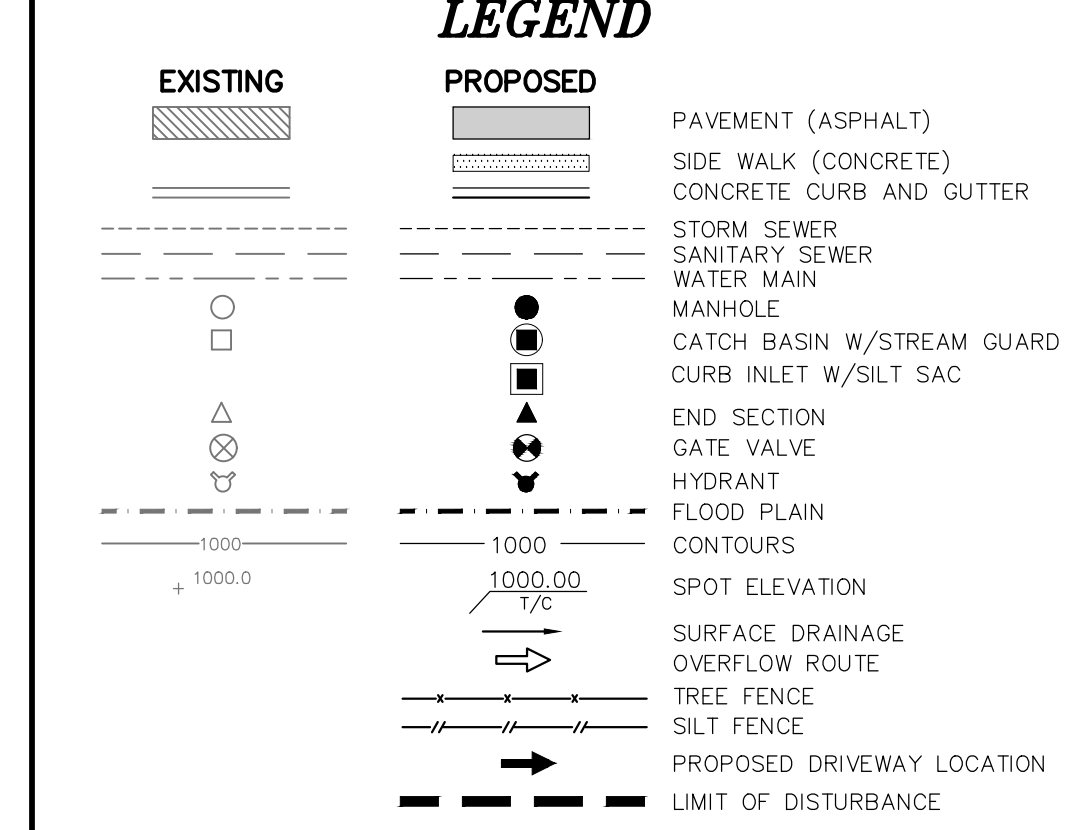 LEGEND
EXISTING PROPOSED
PAVEMENT (ASPHALT)
SIDE WALK (CONCRETE)
CONCRETE CURB AND GUTTER
STORM SEWER
SANITARY SEWER
WATER MAIN
MANHOLE
CATCH BASIN W/STREAM GUARD
CURB INLET W/SILT SAC
END SECTION
GATE VALVE
HYDRANT
FLOOD PLAIN
1000 1000 CONTOURS
+ 1000.0 1000.00 SPOT ELEVATION
T/C
SURFACE DRAINAGE
OVERFLOW ROUTE
TREE FENCE
SILT FENCE
PROPOSED DRIVEWAY LOCATION
LIMIT OF DISTURBANCE